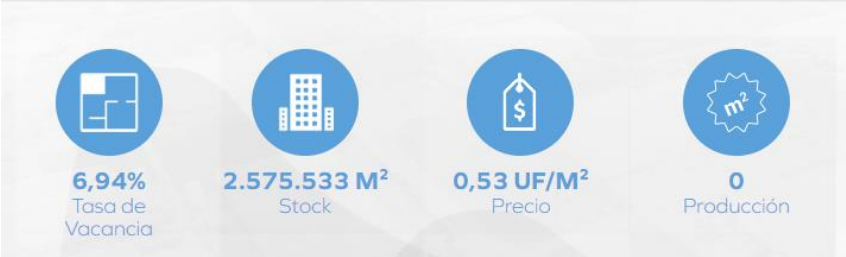 $
m²
6,94%
Tasa de
Vacancia
2.575.533 M²
Stock
0,53 UF/M²
Precio
0
Producción